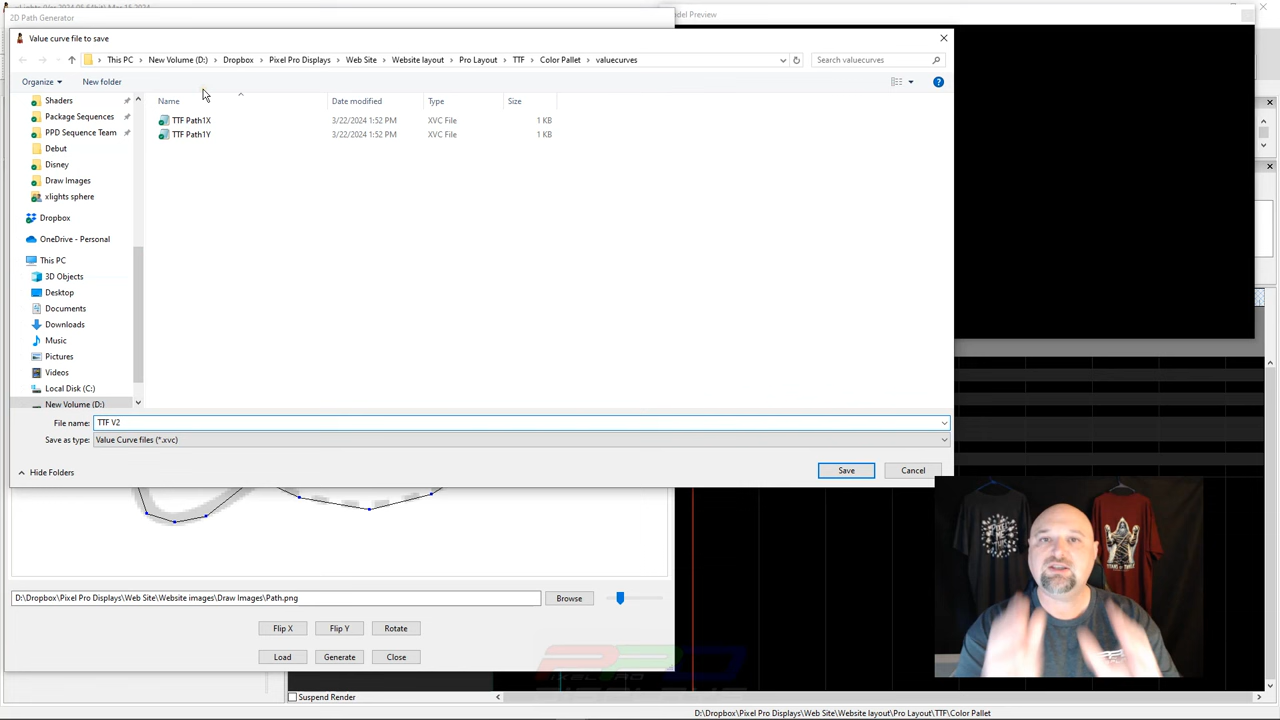 2D Path Generator
Value curve file to save
This PC
New Volume (D:)
Dropbox
Pixel Pro Displays
Web Site
Website layout
Pro Layout
TTF
Color Pallet
valuecurves
Search valuecurves
Organize
New folder
Name
Date modified
Type
Size
TTF Path1X
3/22/2024 1:52 PM
XVC File
1 KB
TTF Path1Y
3/22/2024 1:52 PM
XVC File
1 KB
Shaders
Package Sequences
PPD Sequence Team
Debut
Disney
Draw Images
xlights sphere
Dropbox
OneDrive - Personal
This PC
3D Objects
Desktop
Documents
Downloads
Music
Pictures
Videos
Local Disk (C:)
New Volume (D:)
File name: TTF V2
Save as type: Value Curve files (*.xvc)
Hide Folders
Save
Cancel
Preview
D:\Dropbox\Pixel Pro Displays\Web Site\Website images\Draw Images\Path.png
Browse
Flip X
Flip Y
Rotate
Load
Generate
Close
Suspend Render
D:\Dropbox\Pixel Pro Displays\Web Site\Website layout\Pro Layout\TTF\Color Pallet